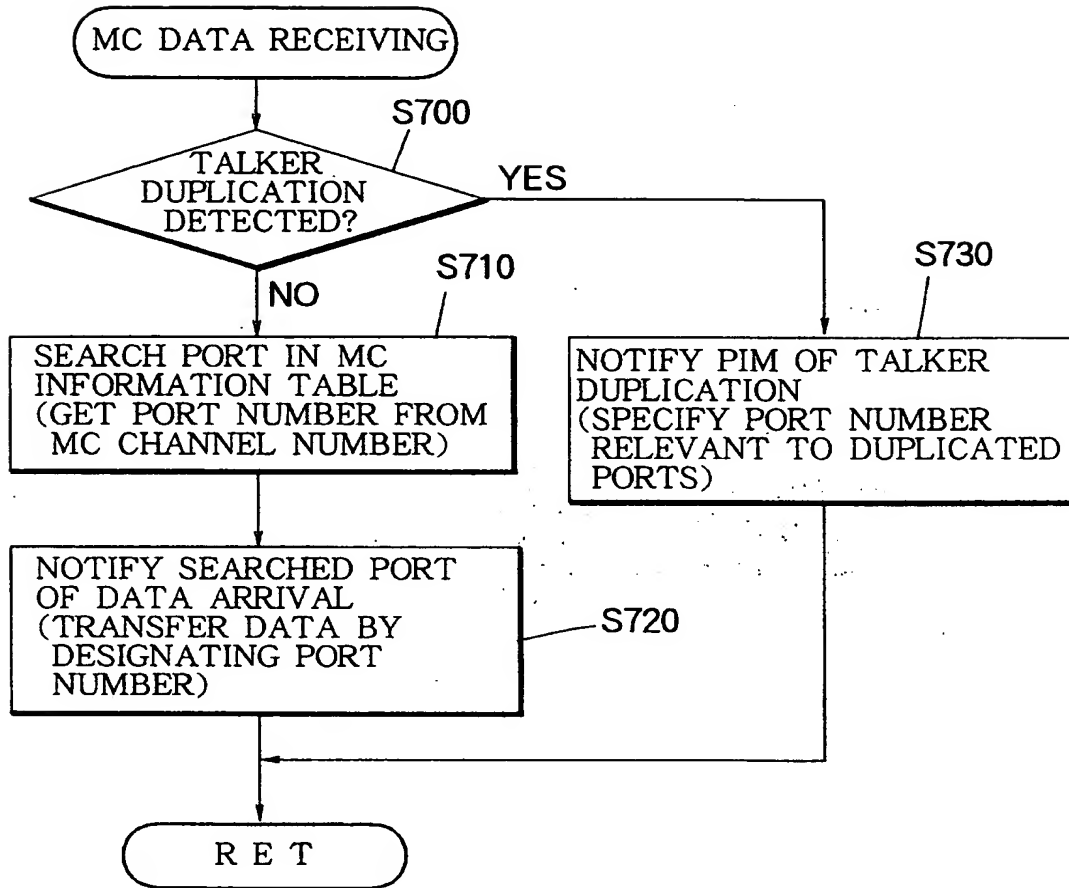 MC DATA RECEIVING
S700
TALKER
DUPLICATION
DETECTED?
YES
NO
S710
SEARCH PORT IN MC
INFORMATION TABLE
(GET PORT NUMBER FROM
MC CHANNEL NUMBER)
S730
NOTIFY PIM OF TALKER
DUPLICATION
(SPECIFY PORT NUMBER
RELEVANT TO DUPLICATED
PORTS)
NOTIFY SEARCHED PORT
OF DATA ARRIVAL
(TRANSFER DATA BY
DESIGNATING PORT
NUMBER)
S720
R E T